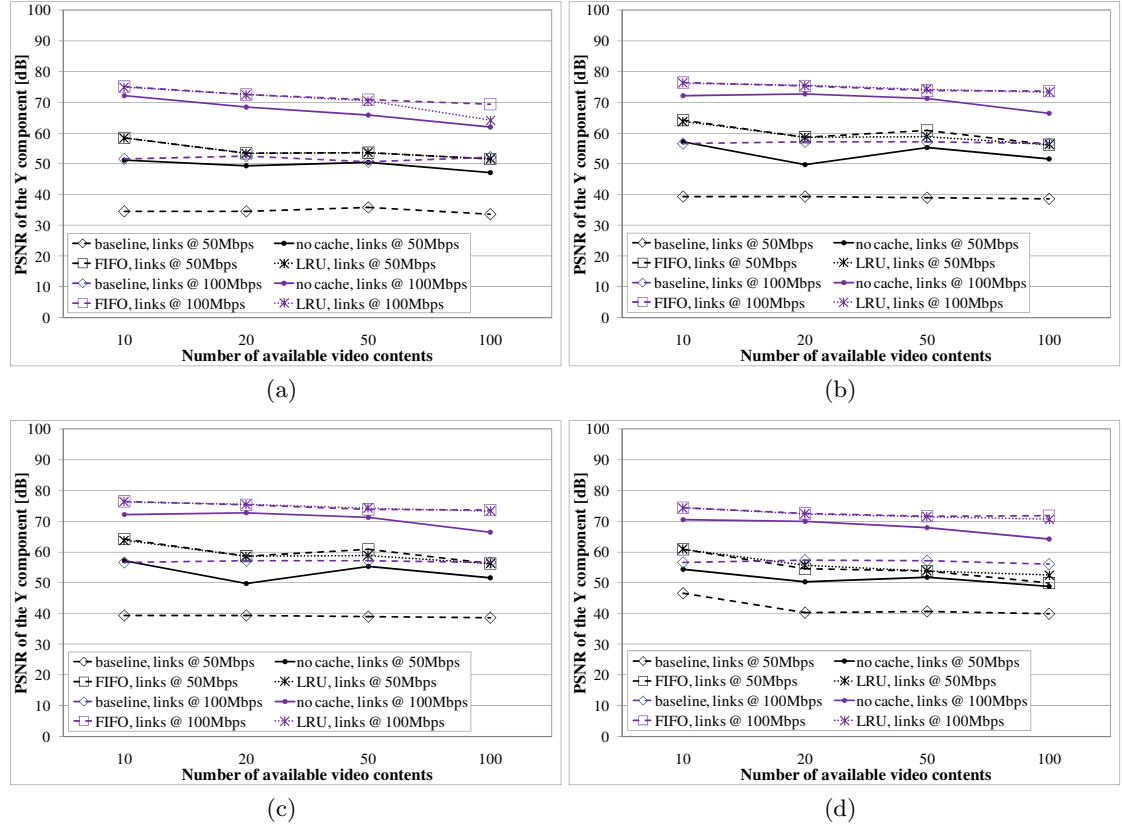 100
90
80
70
60
50
40
30
20
10
0
PSNR of the Y component [dB]
baseline, links @ 50Mbps no cache, links @ 50Mbps
FIFO, links @ 50Mbps LRU, links @ 50Mbps
baseline, links @ 100Mbps no cache, links @ 100Mbps
FIFO, links @ 100Mbps LRU, links @ 100Mbps
10 20 50 100
Number of available video contents
(a)
100
90
80
70
60
50
40
30
20
10
0
PSNR of the Y component [dB]
baseline, links @ 50Mbps no cache, links @ 50Mbps
FIFO, links @ 50Mbps LRU, links @ 50Mbps
baseline, links @ 100Mbps no cache, links @ 100Mbps
FIFO, links @ 100Mbps LRU, links @ 100Mbps
10 20 50 100
Number of available video contents
(b)
100
90
80
70
60
50
40
30
20
10
0
PSNR of the Y component [dB]
baseline, links @ 50Mbps no cache, links @ 50Mbps
FIFO, links @ 50Mbps LRU, links @ 50Mbps
baseline, links @ 100Mbps no cache, links @ 100Mbps
FIFO, links @ 100Mbps LRU, links @ 100Mbps
10 20 50 100
Number of available video contents
(c)
100
90
80
70
60
50
40
30
20
10
0
PSNR of the Y component [dB]
baseline, links @ 50Mbps no cache, links @ 50Mbps
FIFO, links @ 50Mbps LRU, links @ 50Mbps
baseline, links @ 100Mbps no cache, links @ 100Mbps
FIFO, links @ 100Mbps LRU, links @ 100Mbps
10 20 50 100
Number of available video contents
(d)